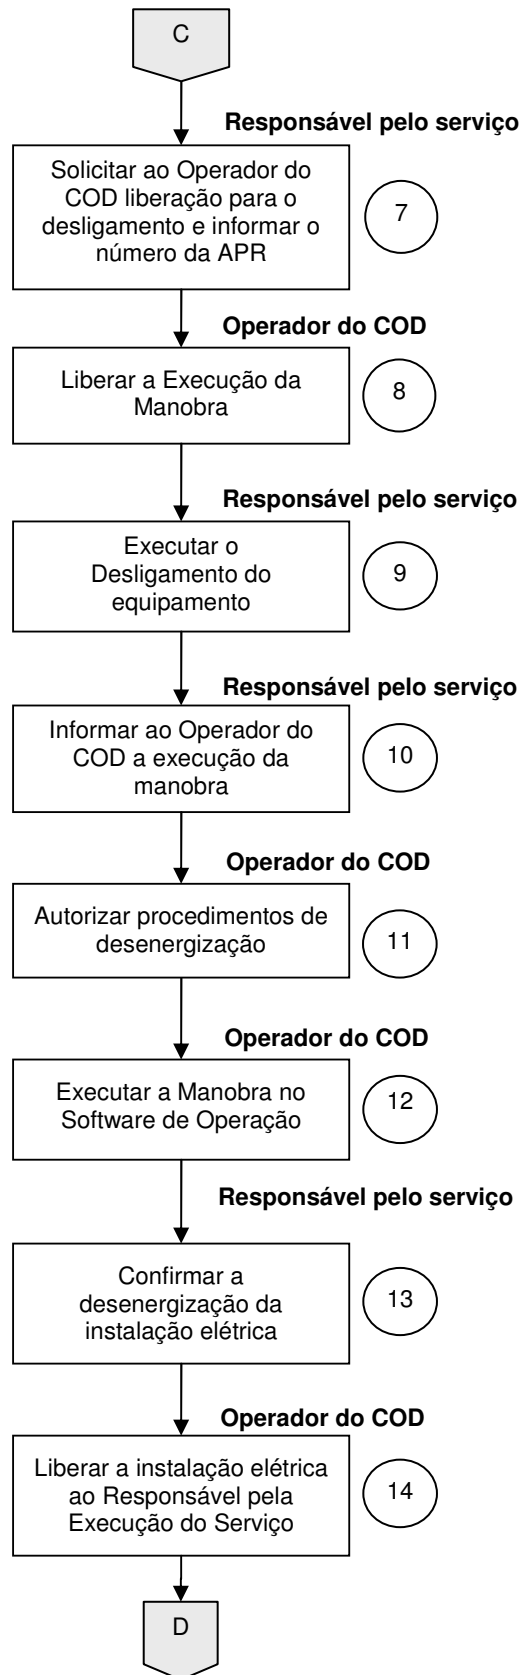 C
Responsável pelo serviço
Solicitar ao Operador do
COD liberação para o
desligamento e informar o
número da APR
7
Operador do COD
Liberar a Execução da
Manobra
8
Responsável pelo serviço
Executar o
Desligamento do
equipamento
9
Responsável pelo serviço
Informar ao Operador do
COD a execução da
manobra
10
Operador do COD
Autorizar procedimentos de
desenergização
11
Operador do COD
Executar a Manobra no
Software de Operação
12
Responsável pelo serviço
Confirmar a
desenergização da
instalação elétrica
13
Operador do COD
Liberar a instalação elétrica
ao Responsável pela
Execução do Serviço
14
D